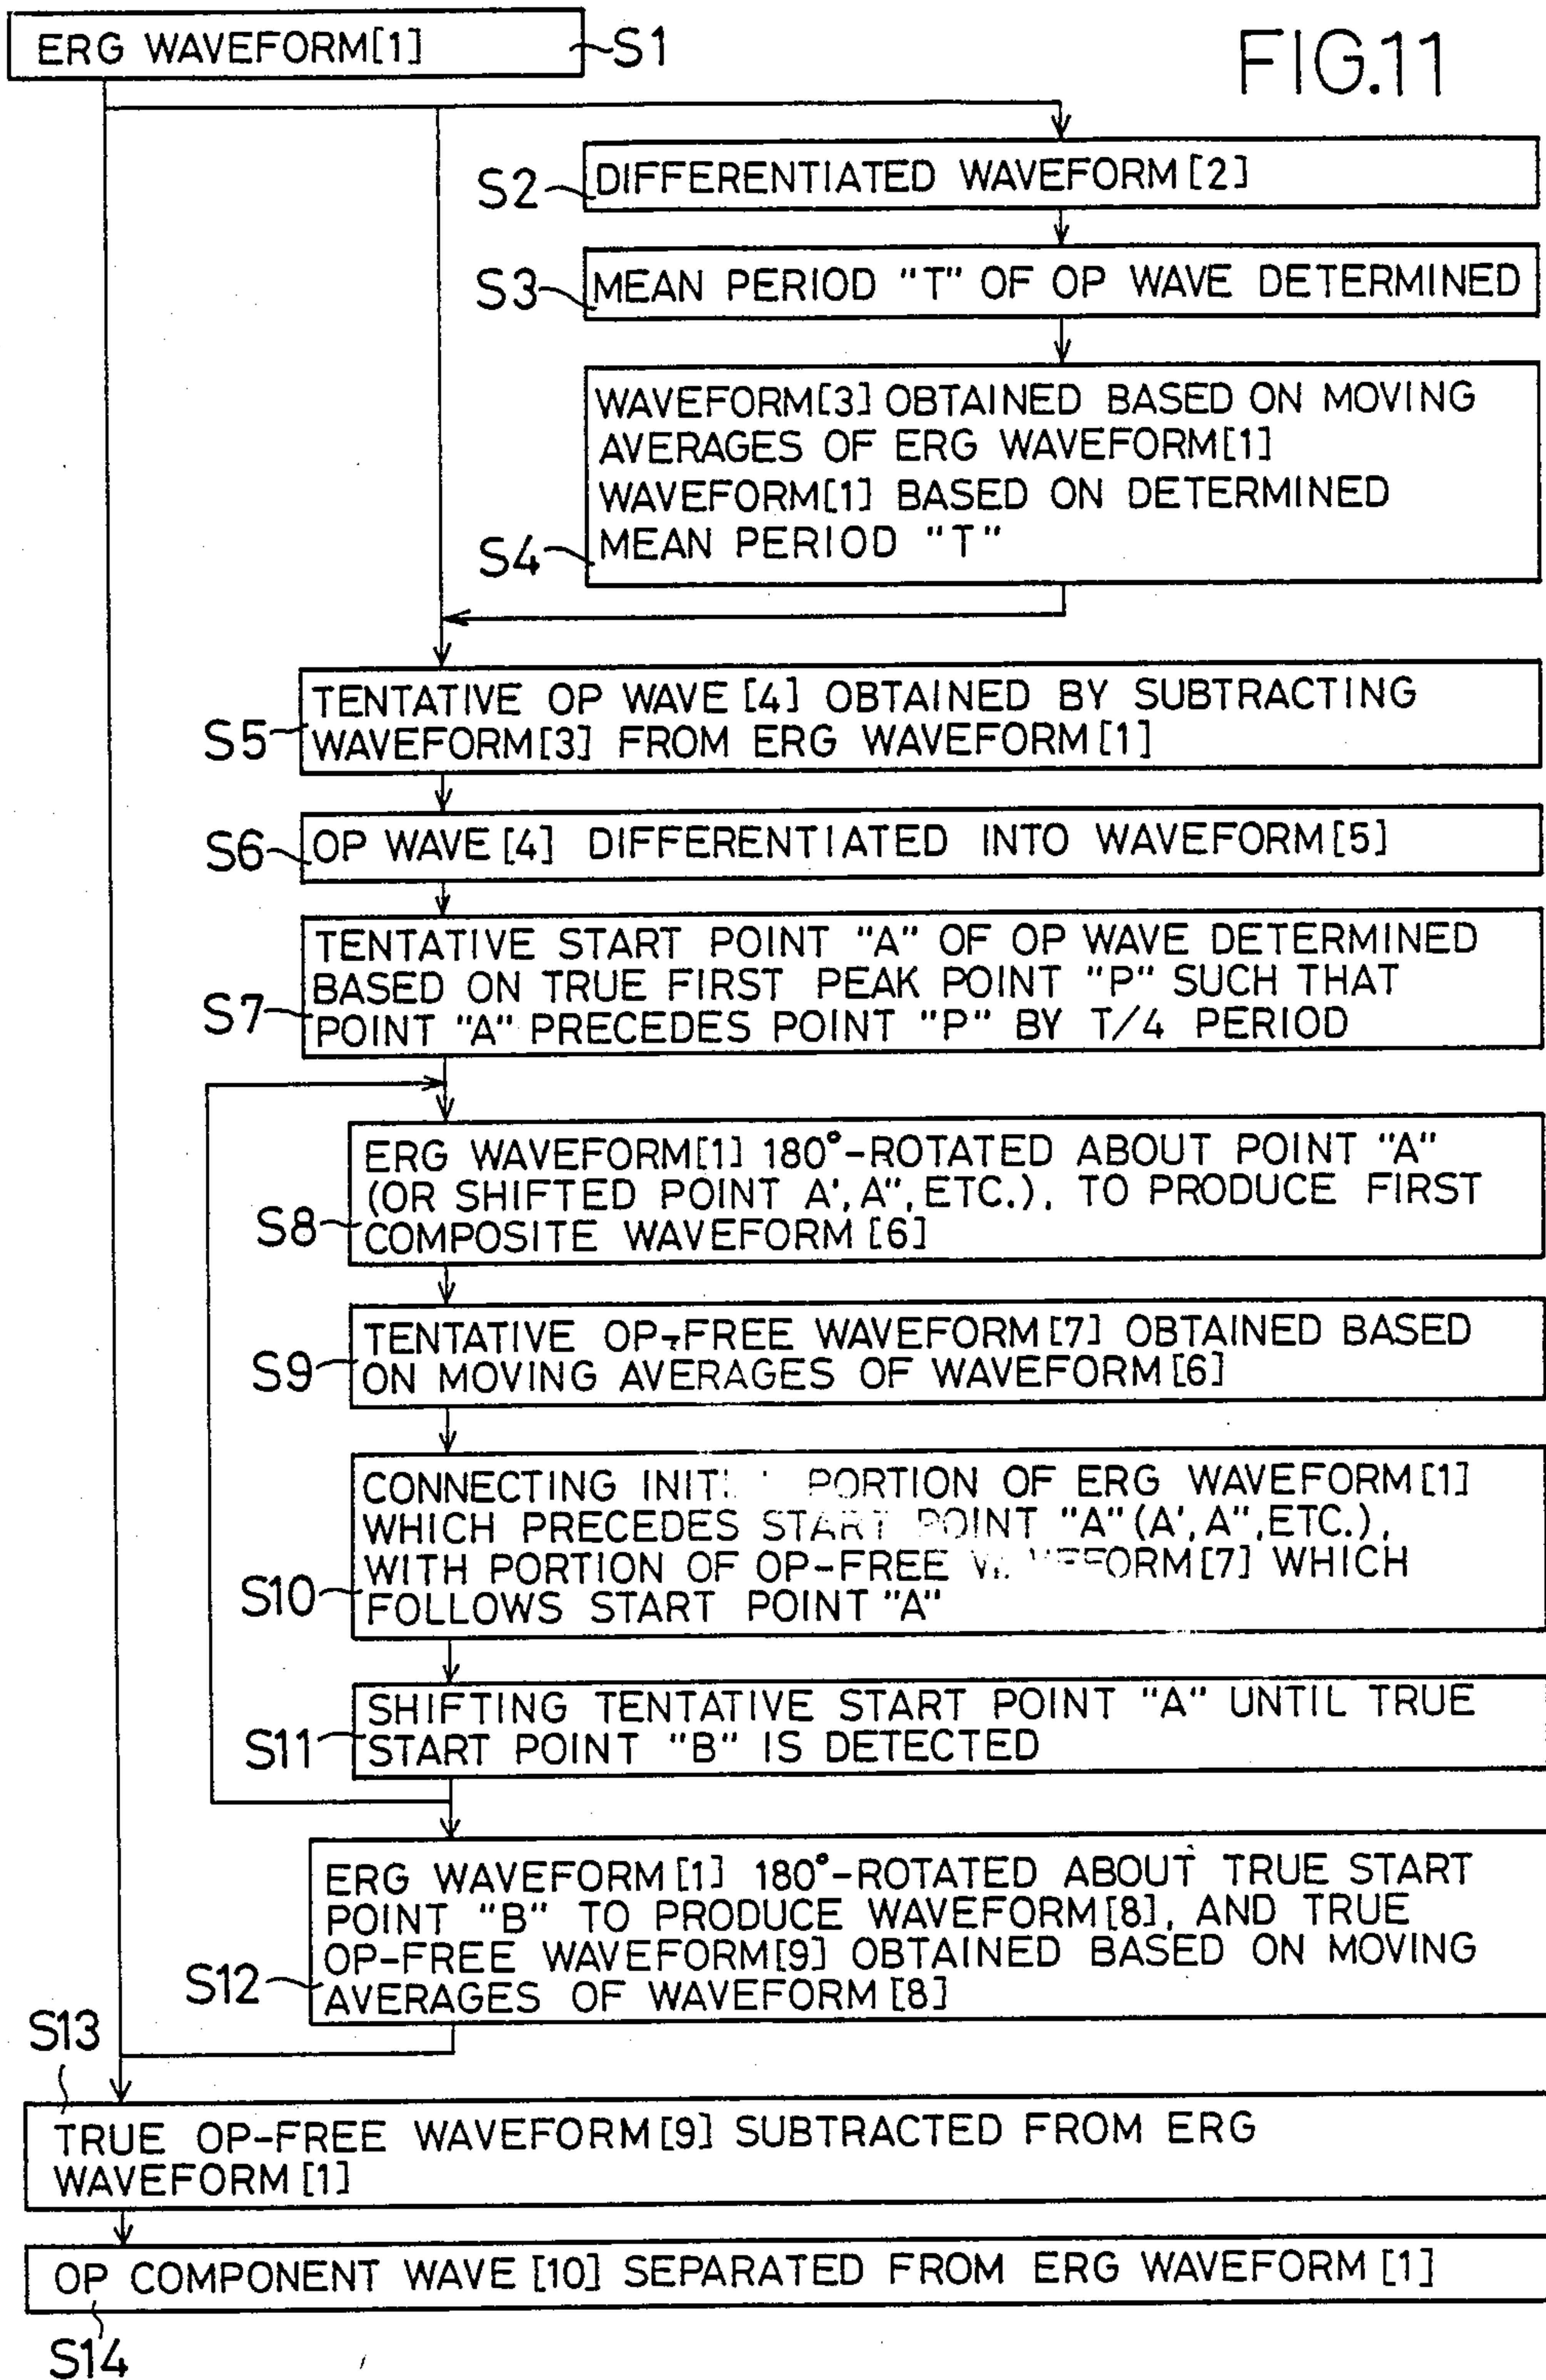 FIG.11
ERG WAVEFORM[1]
S1
S2
DIFFERENTIATED WAVEFORM[2]
S3
MEAN PERIOD "T" OF OP WAVE DETERMINED
WAVEFORM[3] OBTAINED BASED ON MOVING
AVERAGES OF ERG WAVEFORM[1]
WAVEFORM[1] BASED ON DETERMINED
MEAN PERIOD "T"
S4
TENTATIVE OP WAVE[4] OBTAINED BY SUBTRACTING
WAVEFORM[3] FROM ERG WAVEFORM[1]
S5
S6
OP WAVE[4] DIFFERENTIATED INTO WAVEFORM[5]
TENTATIVE START POINT "A" OF OP WAVE DETERMINED
BASED ON TRUE FIRST PEAK POINT "P" SUCH THAT
POINT "A" PRECEDES POINT "P" BY T/4 PERIOD
S7
ERG WAVEFORM[1] 180°-ROTATED ABOUT POINT "A"
(OR SHIFTED POINT A', A", ETC.), TO PRODUCE FIRST
COMPOSITE WAVEFORM[6]
S8
TENTATIVE OP-FREE WAVEFORM[7] OBTAINED BASED
ON MOVING AVERAGES OF WAVEFORM[6]
S9
CONNECTING PORTION OF ERG WAVEFORM[1]
WHICH PRECEDES START POINT "A"(A', A", ETC.),
WITH PORTION OF OP-FREE WAVEFORM[7] WHICH
FOLLOWS START POINT "A"
S10
SHIFTING TENTATIVE START POINT "A" UNTIL TRUE
START POINT "B" IS DETECTED
S11
ERG WAVEFORM[1] 180°-ROTATED ABOUT TRUE START
POINT "B" TO PRODUCE WAVEFORM[8], AND TRUE
OP-FREE WAVEFORM[9] OBTAINED BASED ON MOVING
AVERAGES OF WAVEFORM[8]
S12
S13
TRUE OP-FREE WAVEFORM[9] SUBTRACTED FROM ERG
WAVEFORM[1]
OP COMPONENT WAVE [10] SEPARATED FROM ERG WAVEFORM [1]
S14